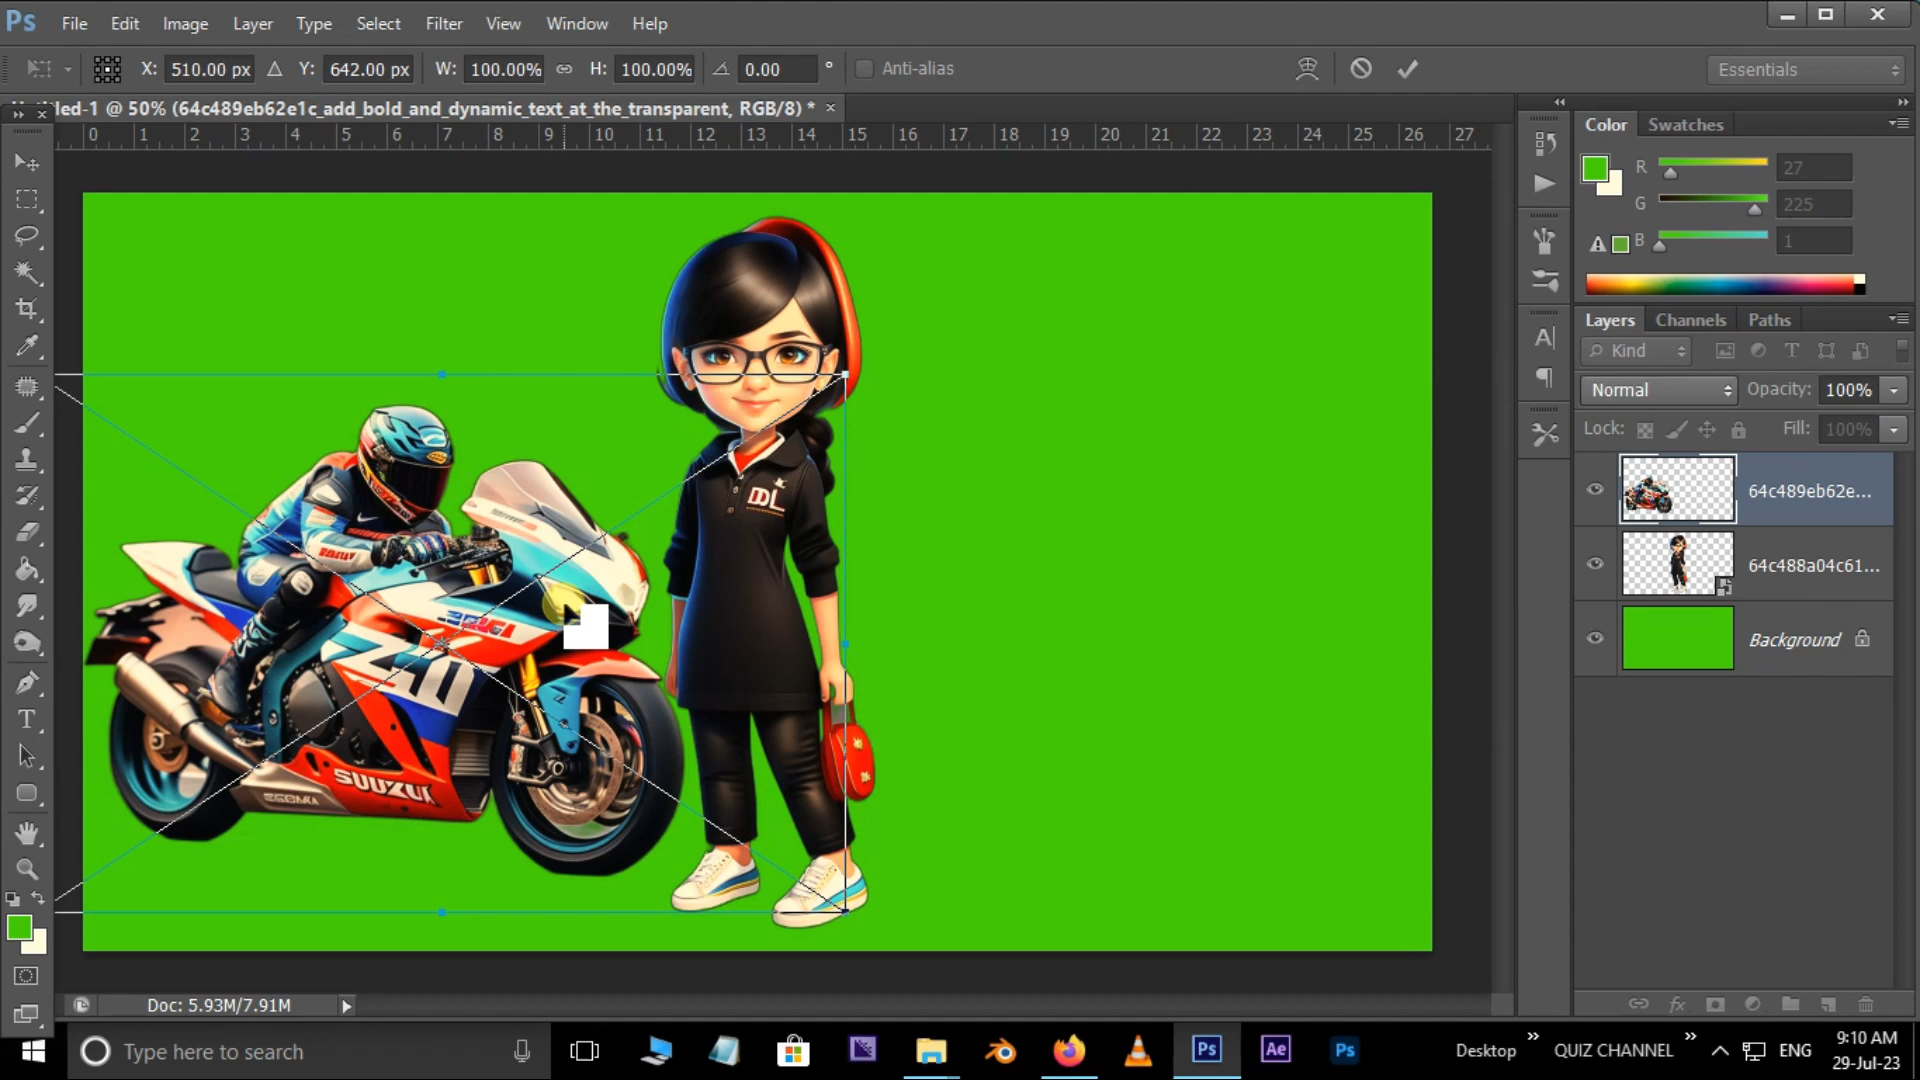 Ps File Edit Image Layer Type Select Filter View Window Help
X: 510.00 px Y: 642.00 px W: 100.00% H: 100.00% 0.00 ° Anti-alias Essentials
led-1 @ 50% (64c489eb62e1c_add_bold_and_dynamic_text_at_the_transparent, RGB/8) * ×
0 1 2 3 4 5 6 7 8 9 10 11 12 13 14 15 16 17 18 19 20 21 22 23 24 25 26 27
Color Swatches
R 27
G 225
B 1
Layers Channels Paths
Kind
Normal Opacity: 100%
Lock: Fill: 100%
64c489eb62e...
64c488a04c61...
Background
DDL
SUUZUK
Doc: 5.93M/7.91M
Type here to search
Ps Ae Ps
Desktop » QUIZ CHANNEL » ENG
9:10 AM
29-Jul-23